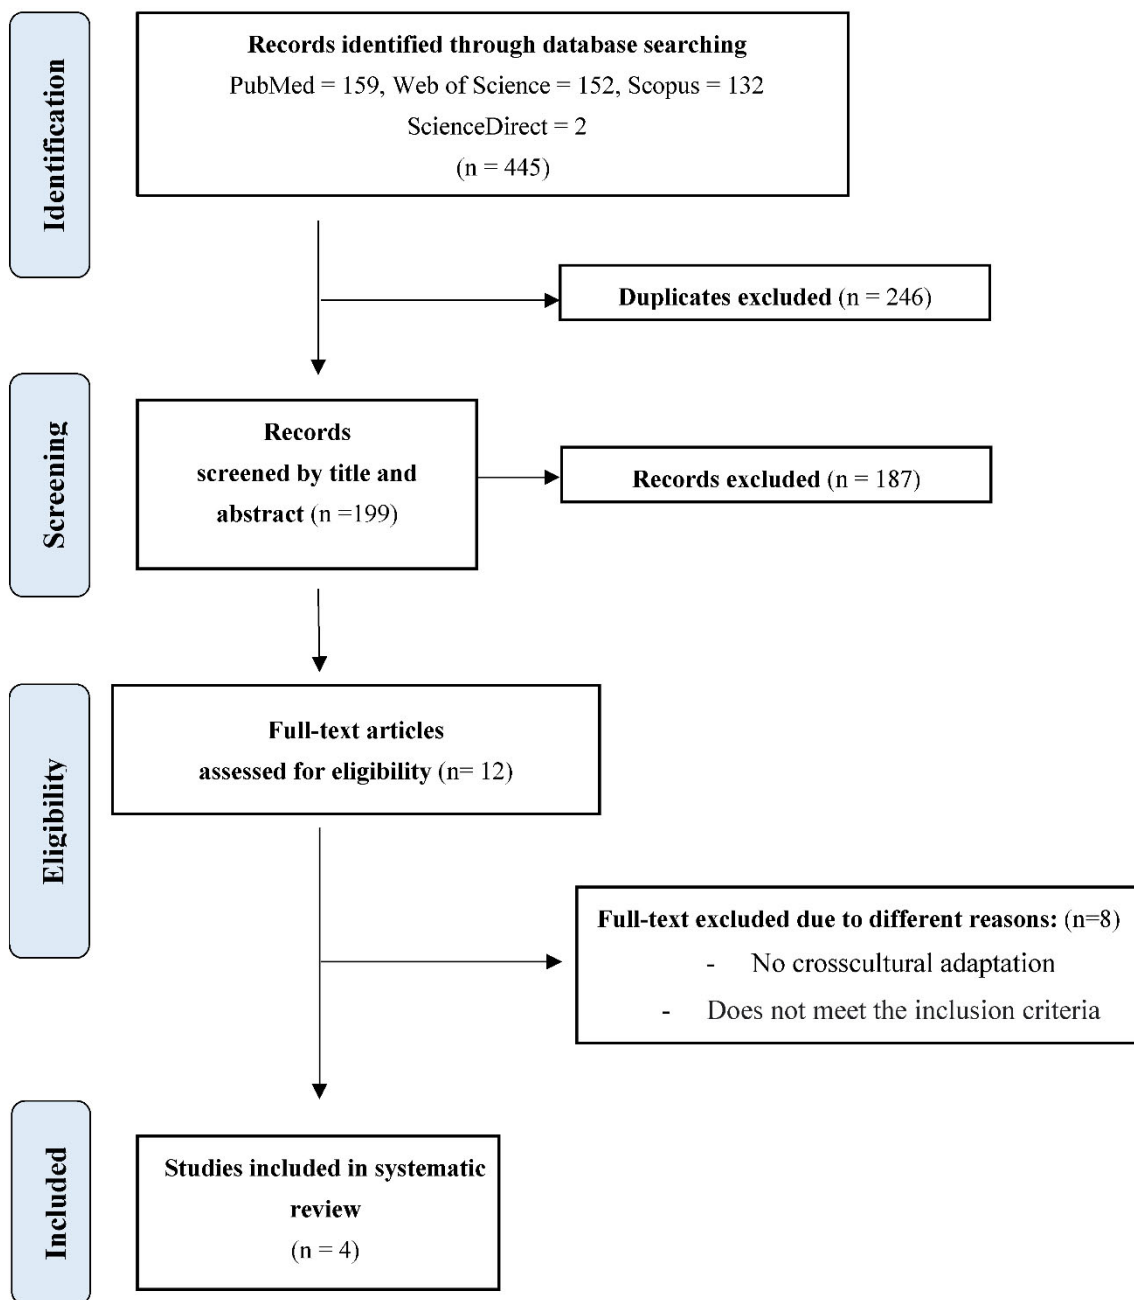 Identification
Records identified through database searching
PubMed = 159, Web of Science = 152, Scopus = 132
ScienceDirect = 2
(n = 445)
Duplicates excluded (n = 246)
Screening
Records
screened by title and
abstract (n =199)
Records excluded (n = 187)
Eligibility
Full-text articles
assessed for eligibility (n= 12)
Full-text excluded due to different reasons: (n=8)
- No crosscultural adaptation
- Does not meet the inclusion criteria
Included
Studies included in systematic
review
(n = 4)